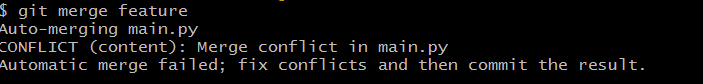 $ git merge feature
Auto-merging main.py
CONFLICT (content): Merge conflict in main.py
Automatic merge failed; fix conflicts and then commit the result.